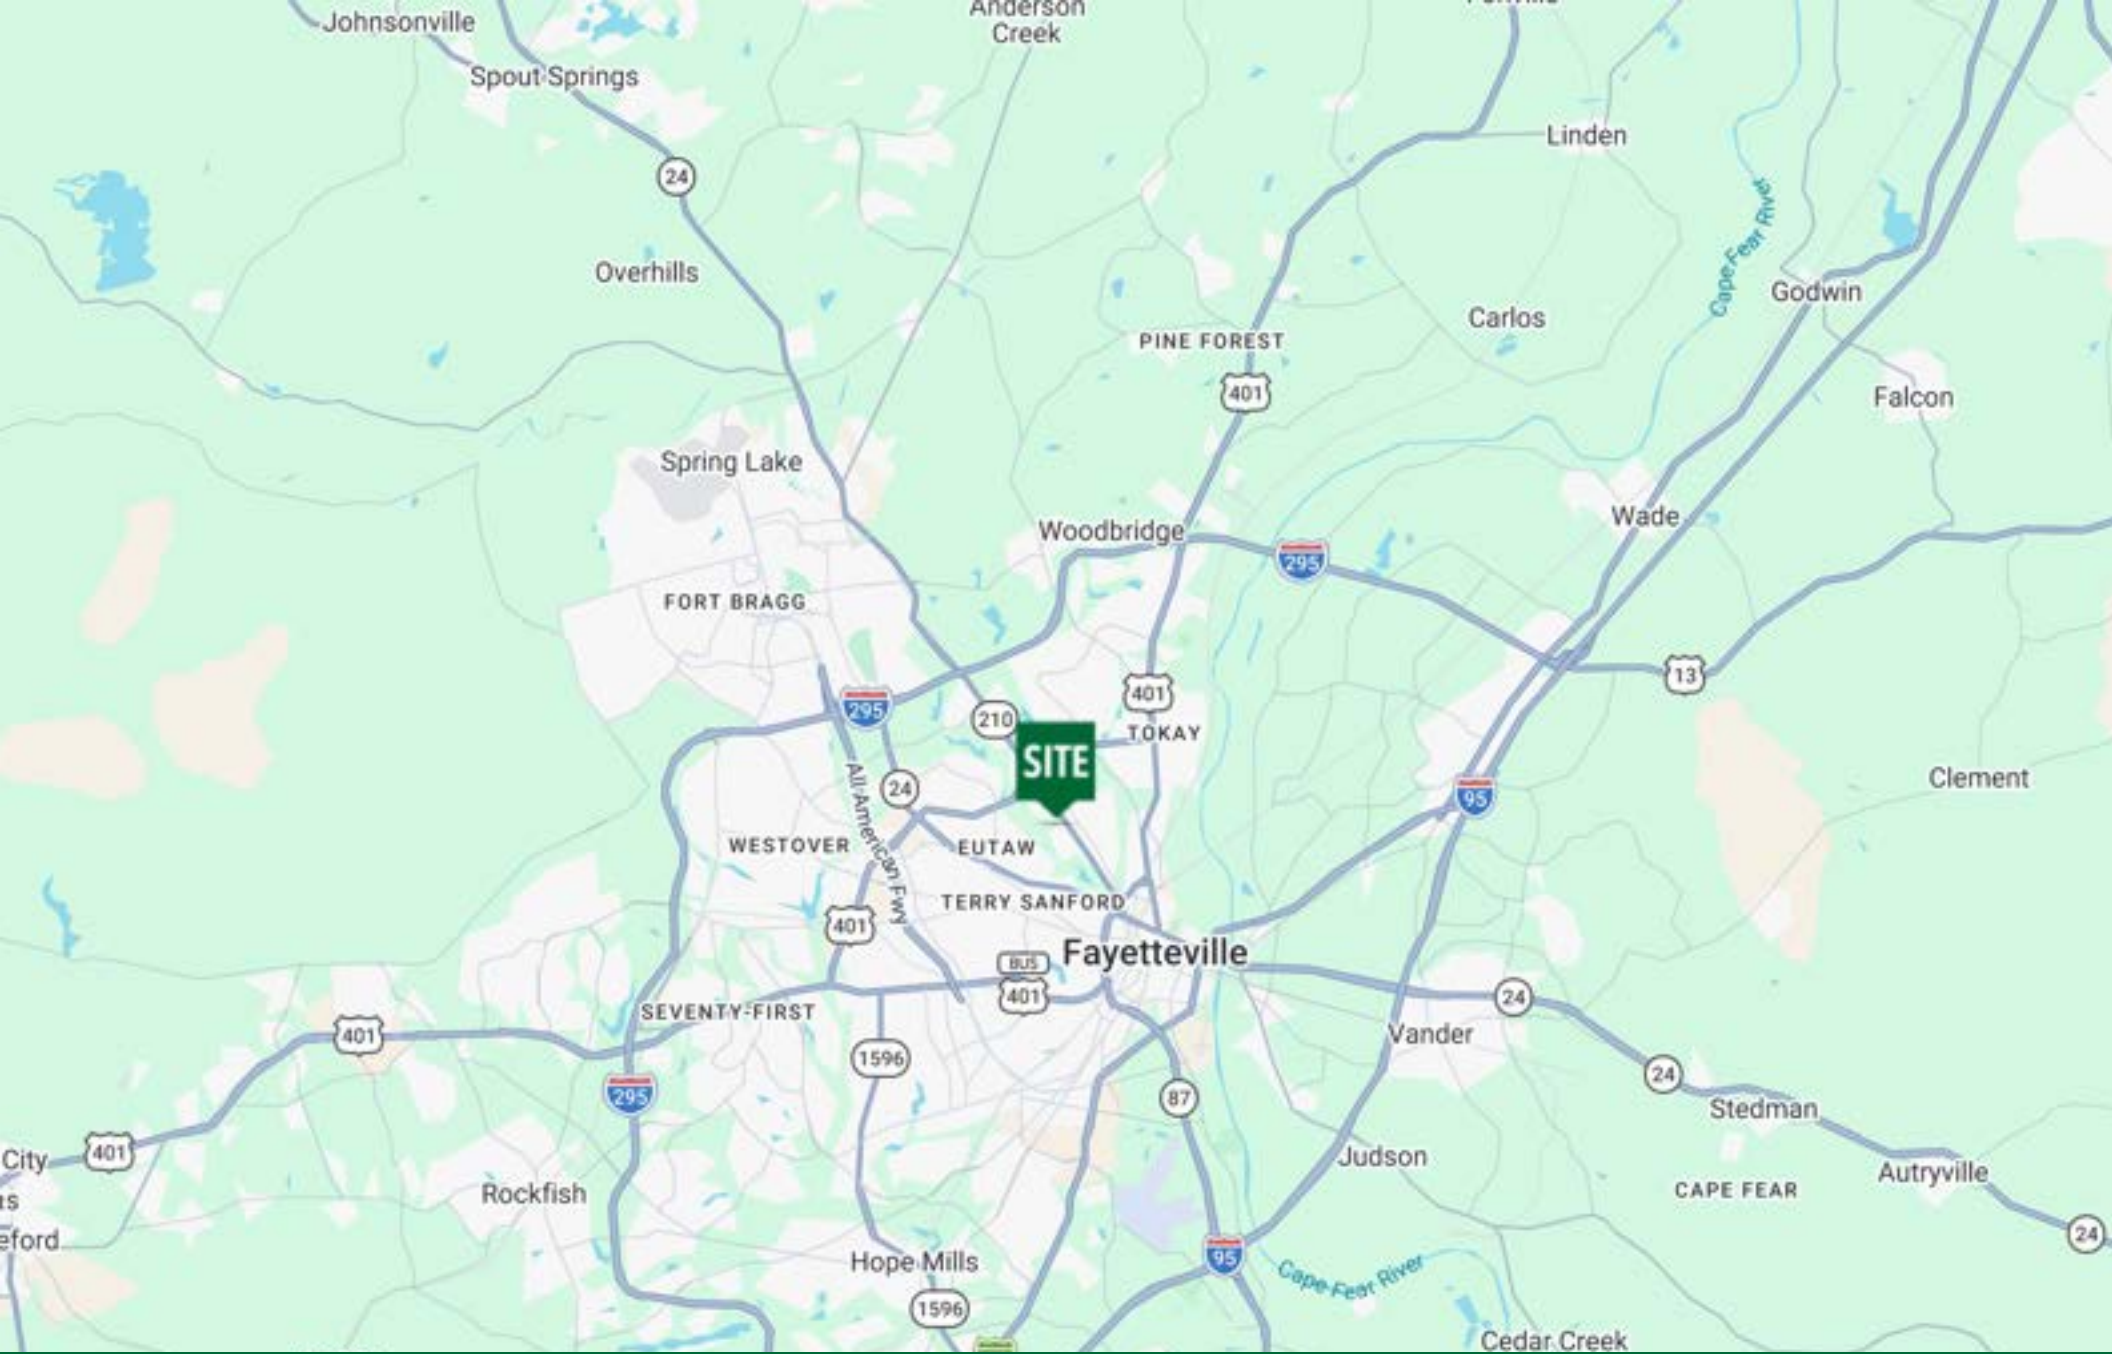 Anderson
Creek
Johnsonville
Spout Springs
Linden
24
Cape Fear River
Overhills
Godwin
Carlos
PINE FOREST
401
Falcon
Spring Lake
Wade
Woodbridge
295
FORT BRAGG
13
401
295
210
TOKAY
SITE
Clement
24
95
All American Fwy
WESTOVER
EUTAW
TERRY SANFORD
401
Fayetteville
BUS
401
24
SEVENTY-FIRST
401
Vander
1596
24
295
87
Stedman
401
City
Judson
Autryville
Rockfish
CAPE FEAR
24
Hope Mills
95
Cape Fear River
1596
Cedar Creek